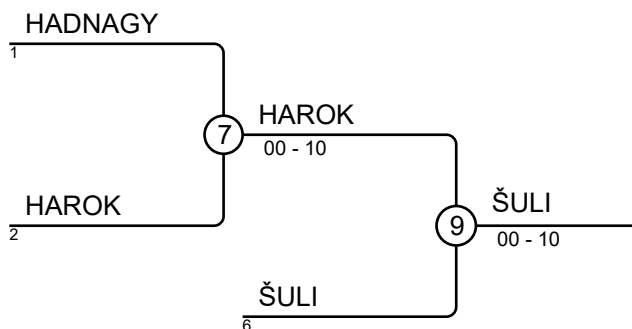 HADNAGY
1
7
HAROK
00 - 10
HAROK
2
9
ŠULI
00 - 10
ŠULI
6